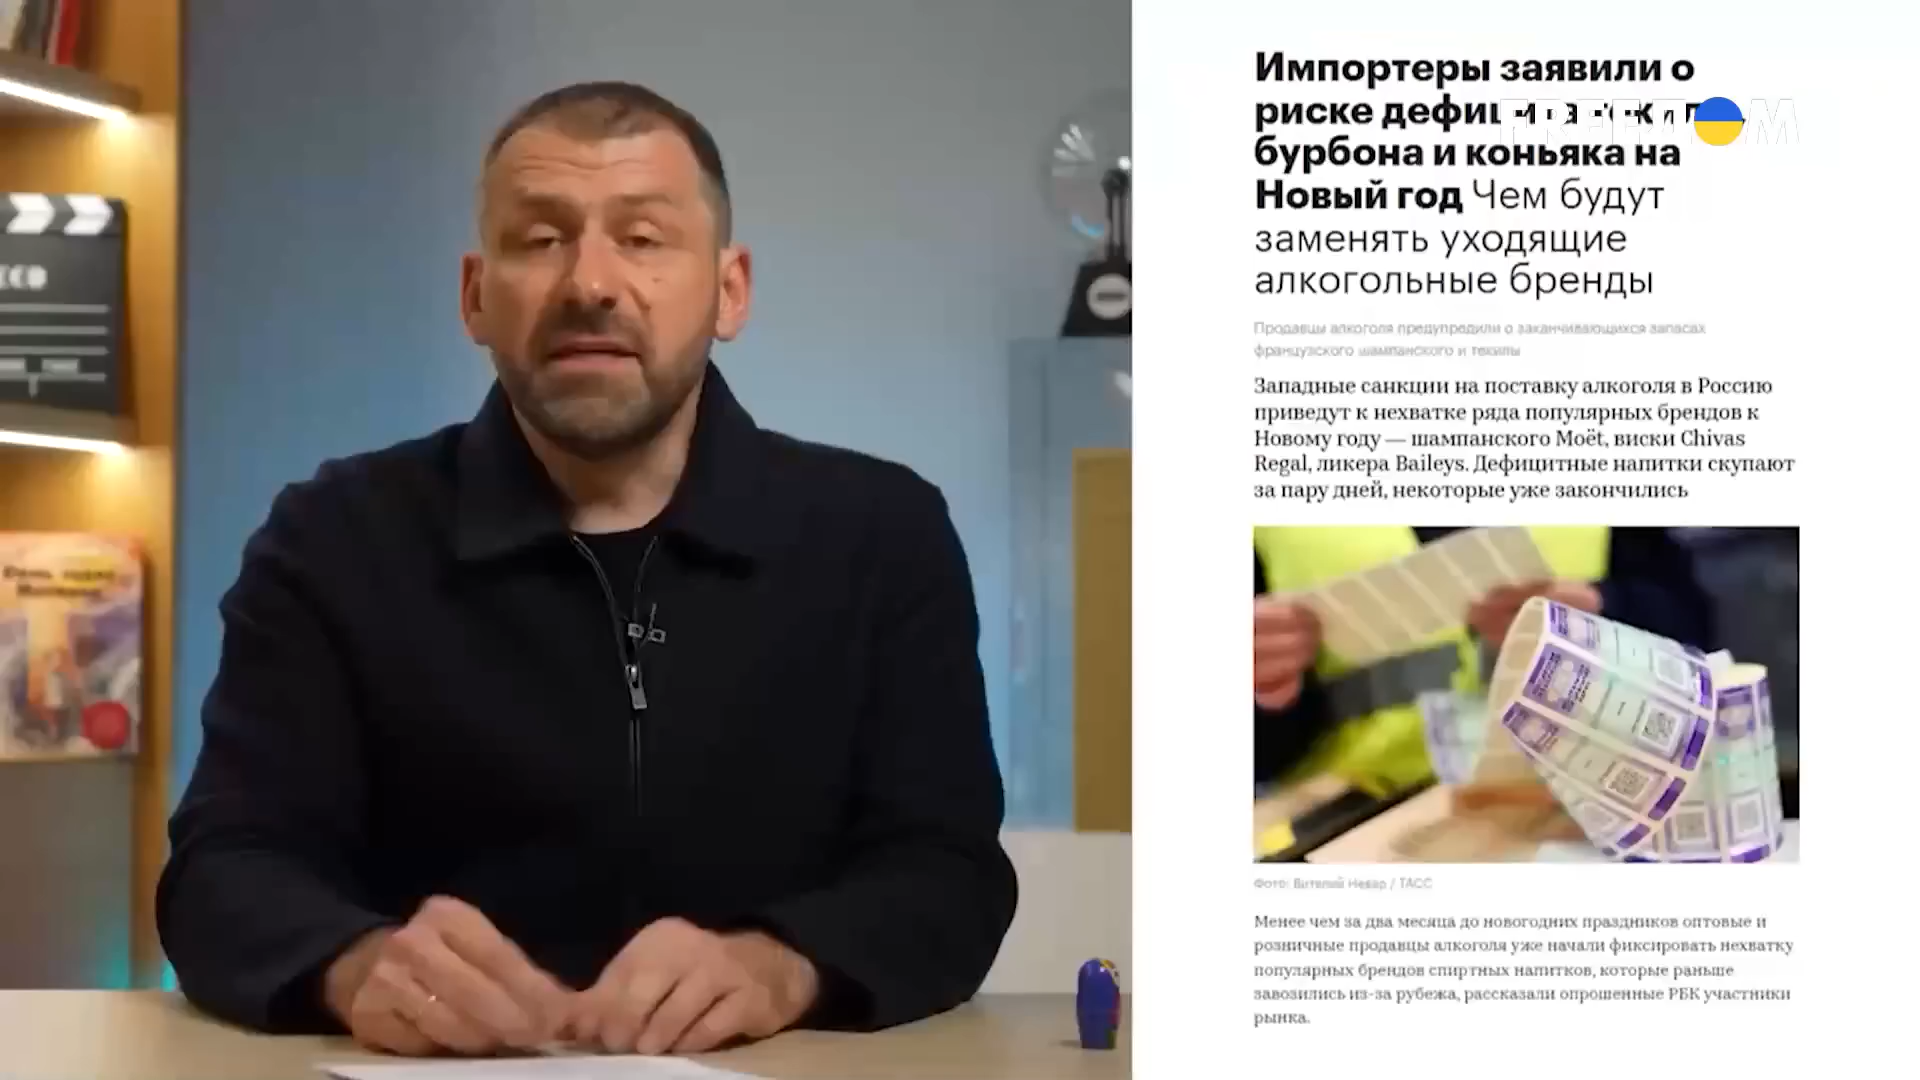 Импортеры заявили о
риске дефицита текилы,
бурбона и коньяка на
Новый год Чем будут
заменять уходящие
алкогольные бренды
FREEDOM
Продавцы алкоголя предупредили о заканчивающихся запасах
французского шампанского и текилы
Западные санкции на поставку алкоголя в Россию
приведут к нехватке ряда популярных брендов к
Новому году — шампанского Moët, виски Chivas
Regal, ликера Baileys. Дефицитные напитки скупают
за пару дней, некоторые уже закончились
Фото: Виталий Невар / ТАСС
Менее чем за два месяца до новогодних праздников оптовые и
розничные продавцы алкоголя уже начали фиксировать нехватку
популярных брендов спиртных напитков, которые раньше
завозились из-за рубежа, рассказали опрошенные РБК участники
рынка.